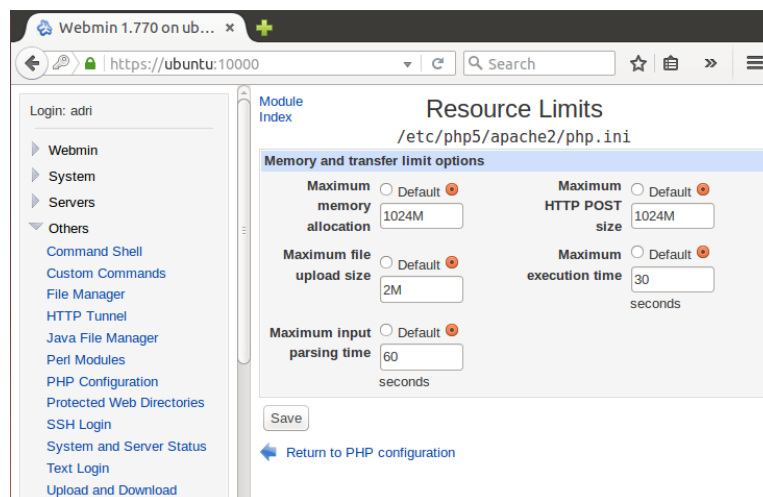 Webmin 1.770 on ub...
https://ubuntu:10000
Search
Login: adri
Webmin
System
Servers
Others
Command Shell
Custom Commands
File Manager
HTTP Tunnel
Java File Manager
Perl Modules
PHP Configuration
Protected Web Directories
SSH Login
System and Server Status
Text Login
Upload and Download
Module
Index
Resource Limits
/etc/php5/apache2/php.ini
Memory and transfer limit options
Maximum
memory
allocation
Default
1024M
Maximum
HTTP POST
size
Default
1024M
Maximum file
upload size
Default
2M
Maximum
execution time
Default
30
seconds
Maximum input
parsing time
Default
60
seconds
Save
Return to PHP configuration